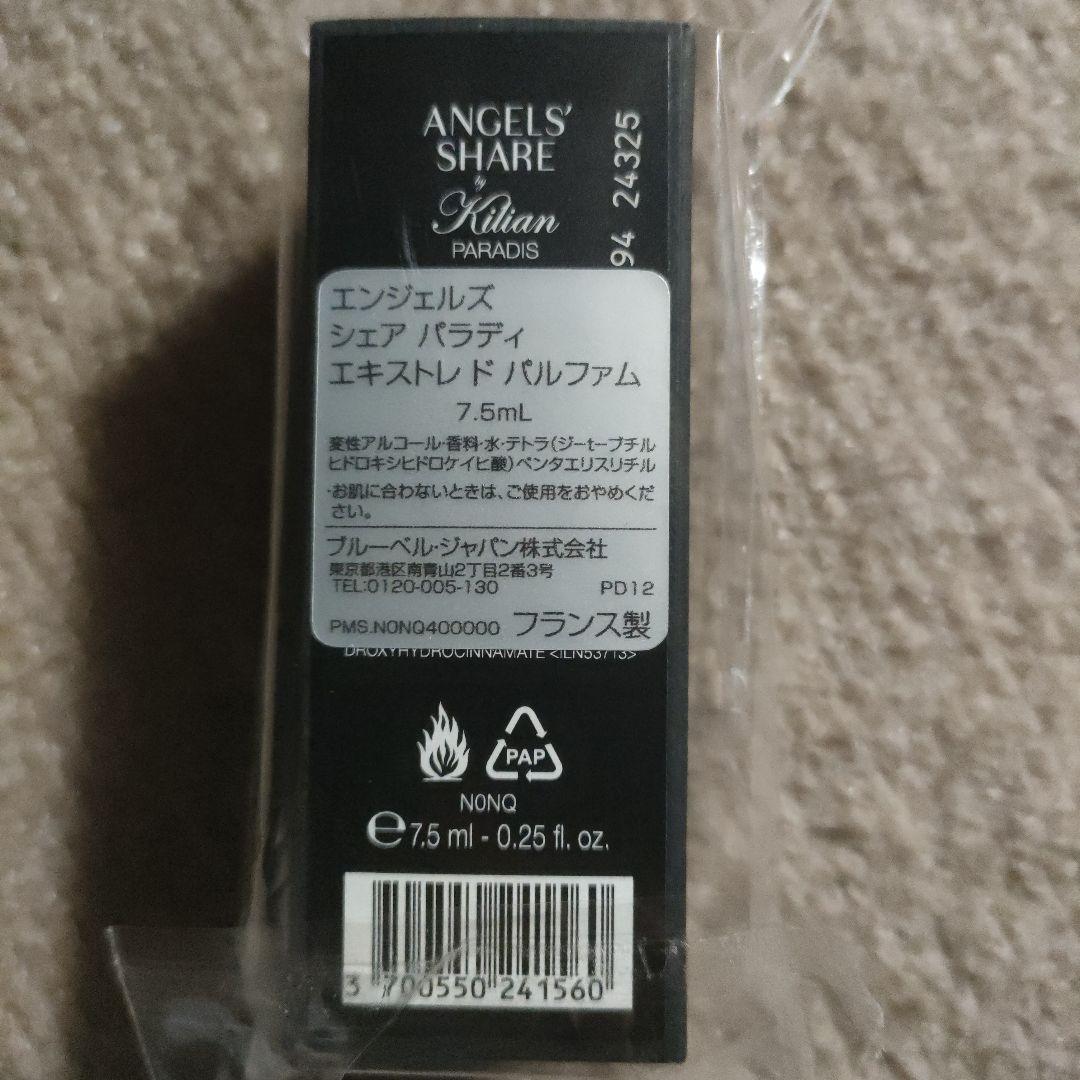 ANGELS'
SHARE
by
Kilian
PARADIS
94 24325
エンジェルズ
シェア パラディ
エキストレ ド パルファム
7.5mL
変性アルコール・香料・水・テトラ(ジーtーブチル
ヒドロキシヒドロケイヒ酸)ペンタエリスリチル
・お肌に合わないときは、ご使用をおやめくだ
さい。
ブルーベル・ジャパン株式会社
東京都港区南青山2丁目2番3号
TEL:0120-005-130 PD12
PMS.N0NQ400000 フランス製
DROXYHYDROCINNAMATE <ILN53713>
PAP
N0NQ
e 7.5 ml - 0.25 fl. oz.
3 700550 241560